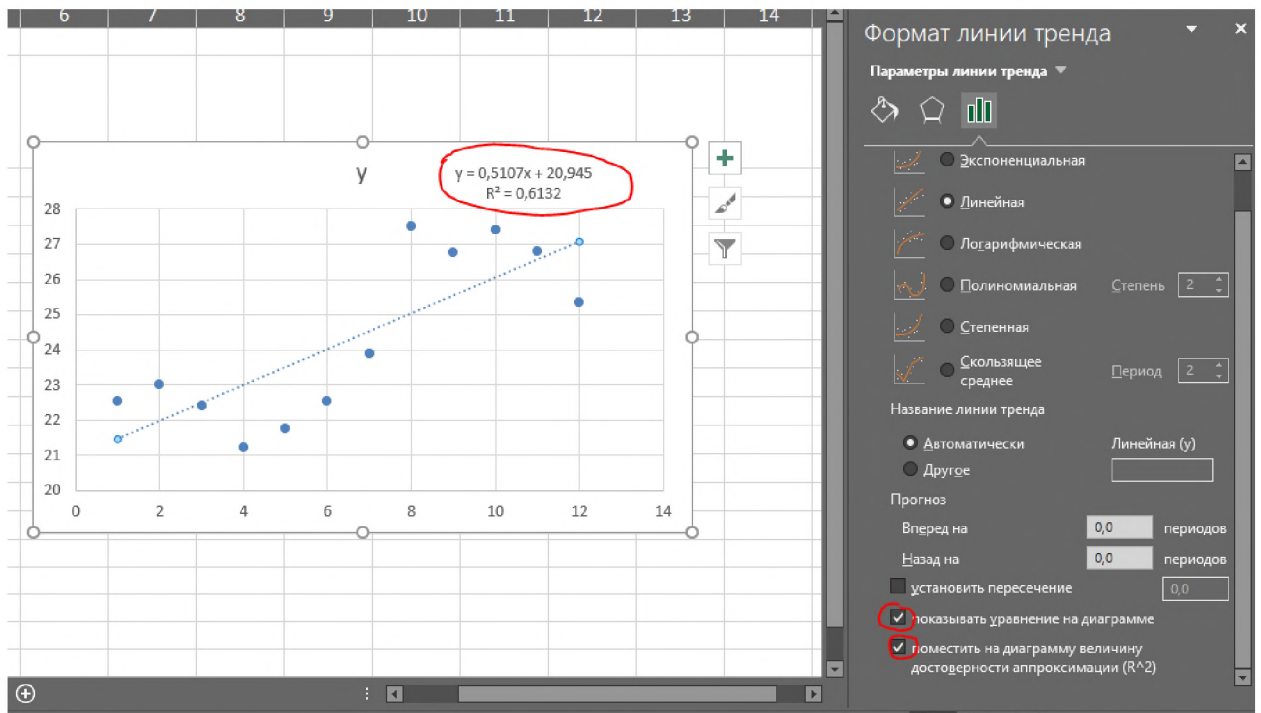 6 7 8 9 10 11 12 13 14
y
y = 0,5107x + 20,945
R² = 0,6132
28
27
26
25
24
23
22
21
20
0 2 4 6 8 10 12 14
Формат линии тренда
Параметры линии тренда
Экспоненциальная
Линейная
Логарифмическая
Полиномиальная Степень 2
Степенная
Скользящее
среднее
Период 2
Название линии тренда
Автоматически Линейная (y)
Другое
Прогноз
Вперед на 0,0 периодов
Назад на 0,0 периодов
установить пересечение 0,0
показывать уравнение на диаграмме
поместить на диаграмму величину
достоверности аппроксимации (R^2)